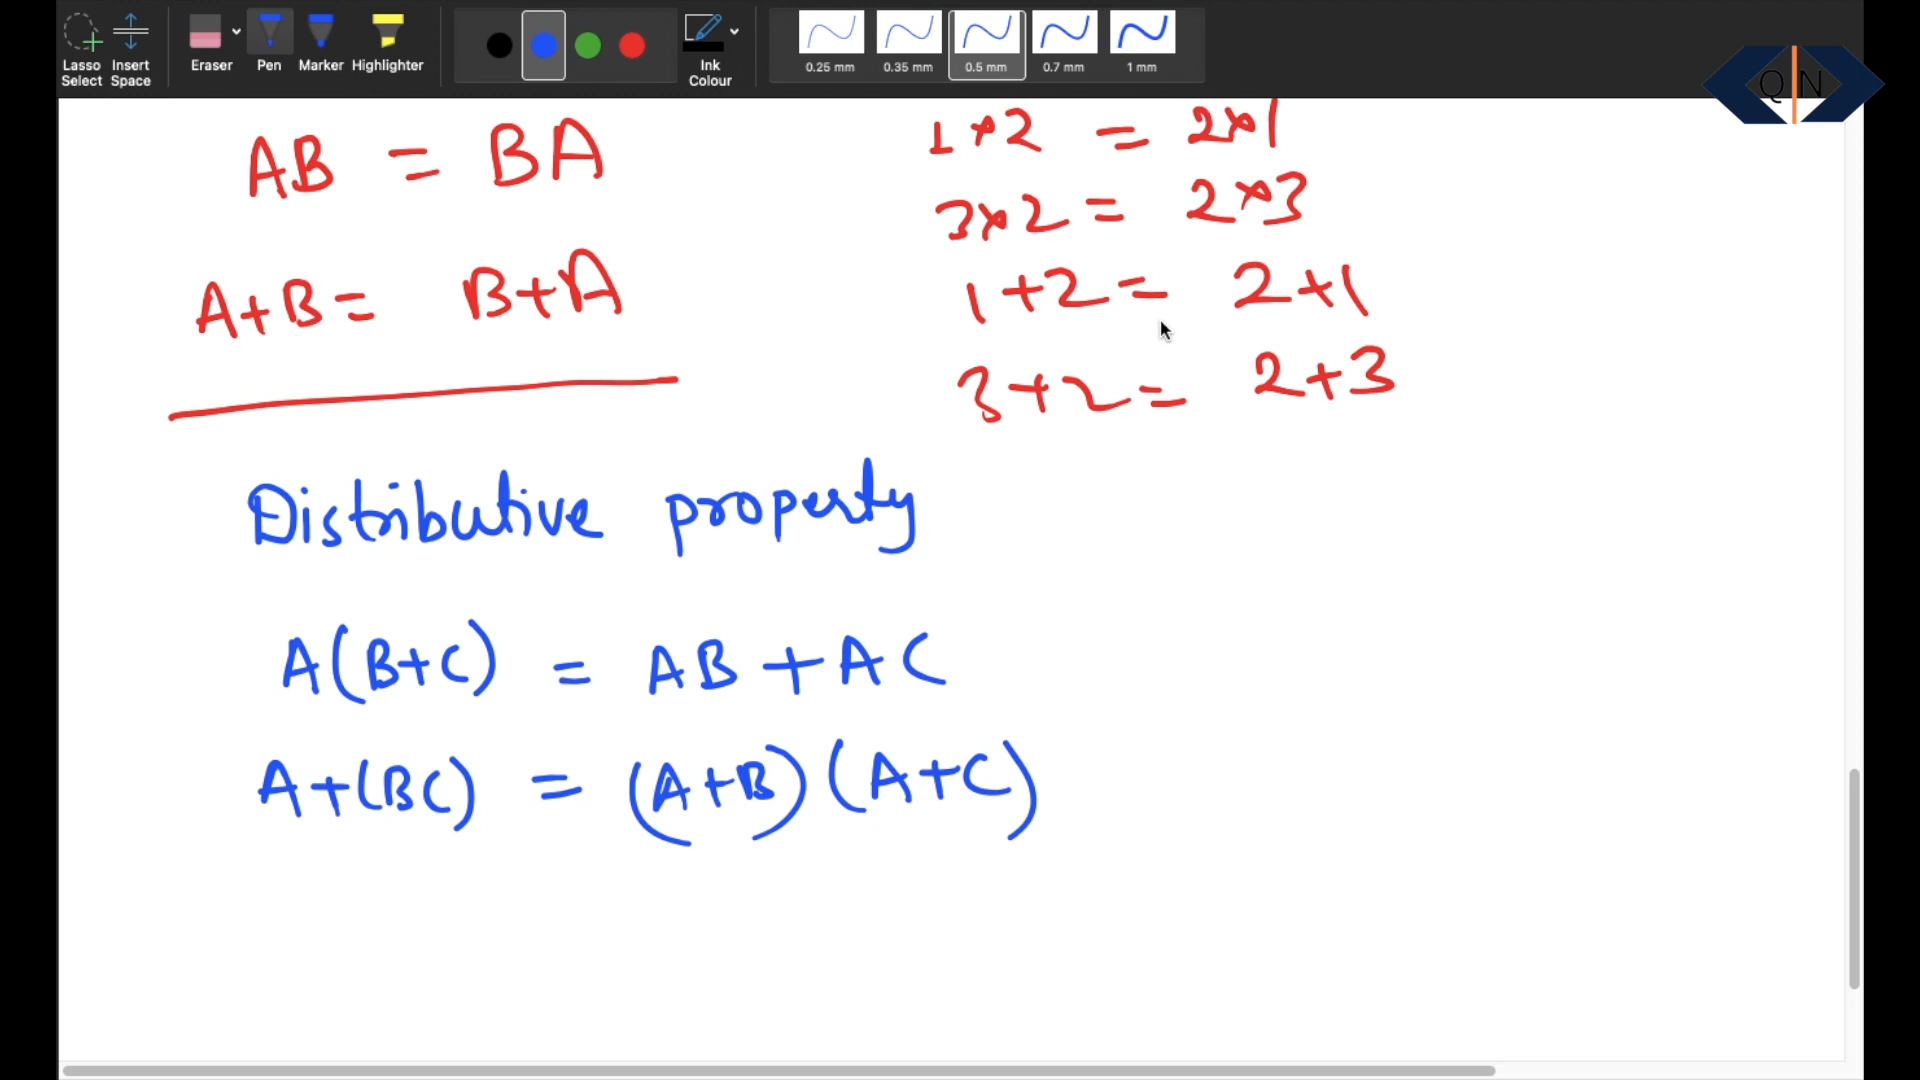 Lasso Select
Insert Space
Eraser
Pen
Marker
Highlighter
Ink Colour
0.25 mm
0.35 mm
0.5 mm
0.7 mm
1 mm
Q N
AB = BA
A+B = B+A
1*2 = 2*1
3*2 = 2*3
1+2 = 2+1
3+2 = 2+3
Distributive property
A(B+C) = AB + AC
A+(BC) = (A+B)(A+C)